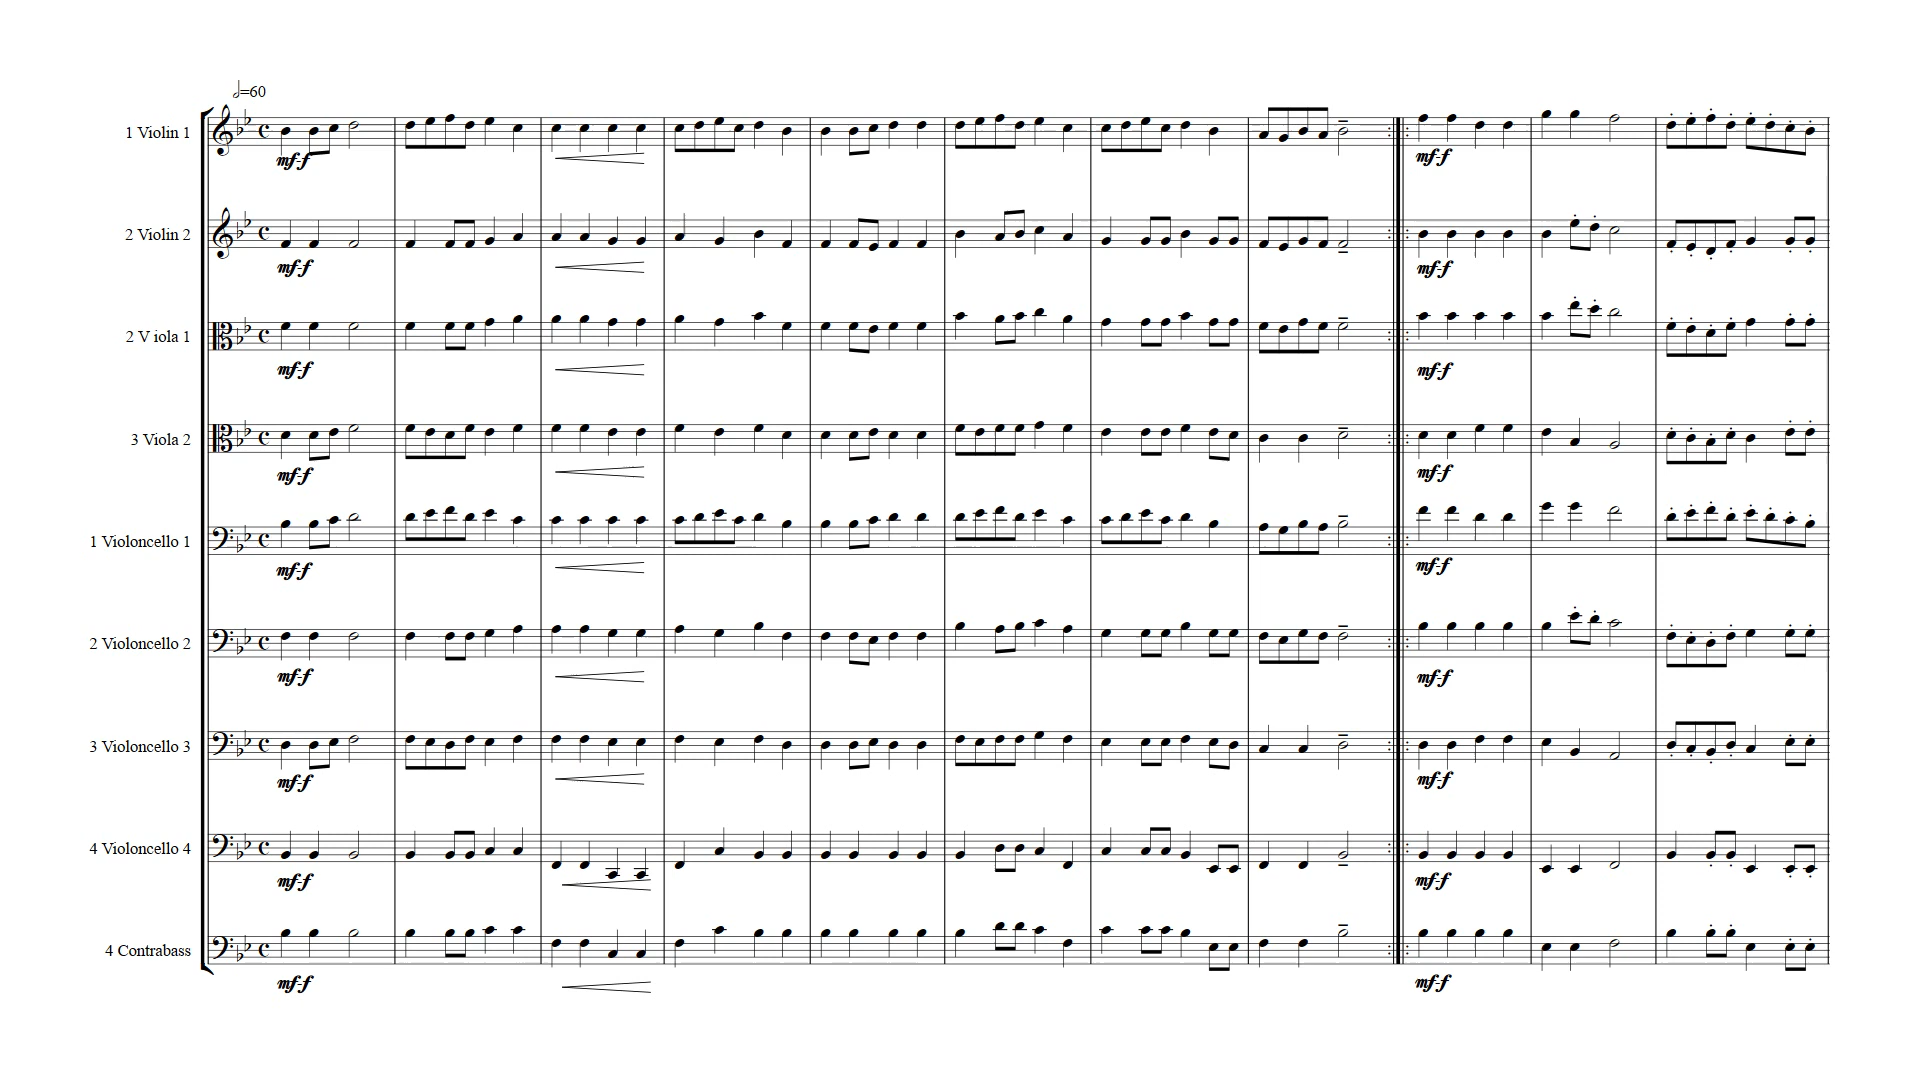 𝅗𝅥=60
1 Violin 1
mf-f mf-f
2 Violin 2
mf-f mf-f
2 V iola 1
mf-f mf-f
3 Viola 2
mf-f mf-f
1 Violoncello 1
mf-f mf-f
2 Violoncello 2
mf-f mf-f
3 Violoncello 3
mf-f mf-f
4 Violoncello 4
mf-f mf-f
4 Contrabass
mf-f mf-f